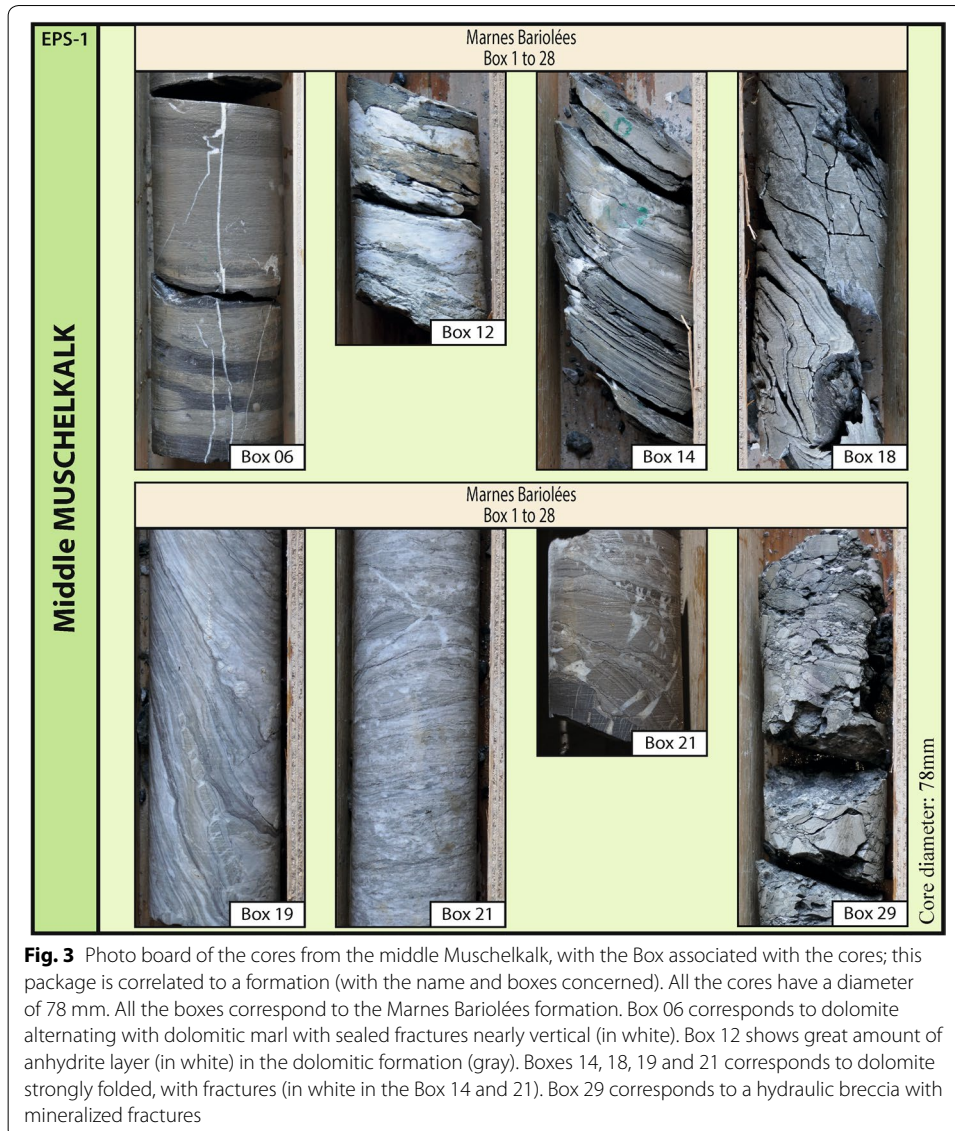 EPS-1
Marnes Bariolées
Box 1 to 28
Middle MUSCHELKALK
Box 06
Box 12
Box 14
Box 18
Marnes Bariolées
Box 1 to 28
Box 19
Box 21
Box 21
Box 29
Core diameter: 78mm
Fig. 3 Photo board of the cores from the middle Muschelkalk, with the Box associated with the cores; this
package is correlated to a formation (with the name and boxes concerned). All the cores have a diameter
of 78 mm. All the boxes correspond to the Marnes Bariolées formation. Box 06 corresponds to dolomite
alternating with dolomitic marl with sealed fractures nearly vertical (in white). Box 12 shows great amount of
anhydrite layer (in white) in the dolomitic formation (gray). Boxes 14, 18, 19 and 21 corresponds to dolomite
strongly folded, with fractures (in white in the Box 14 and 21). Box 29 corresponds to a hydraulic breccia with
mineralized fractures